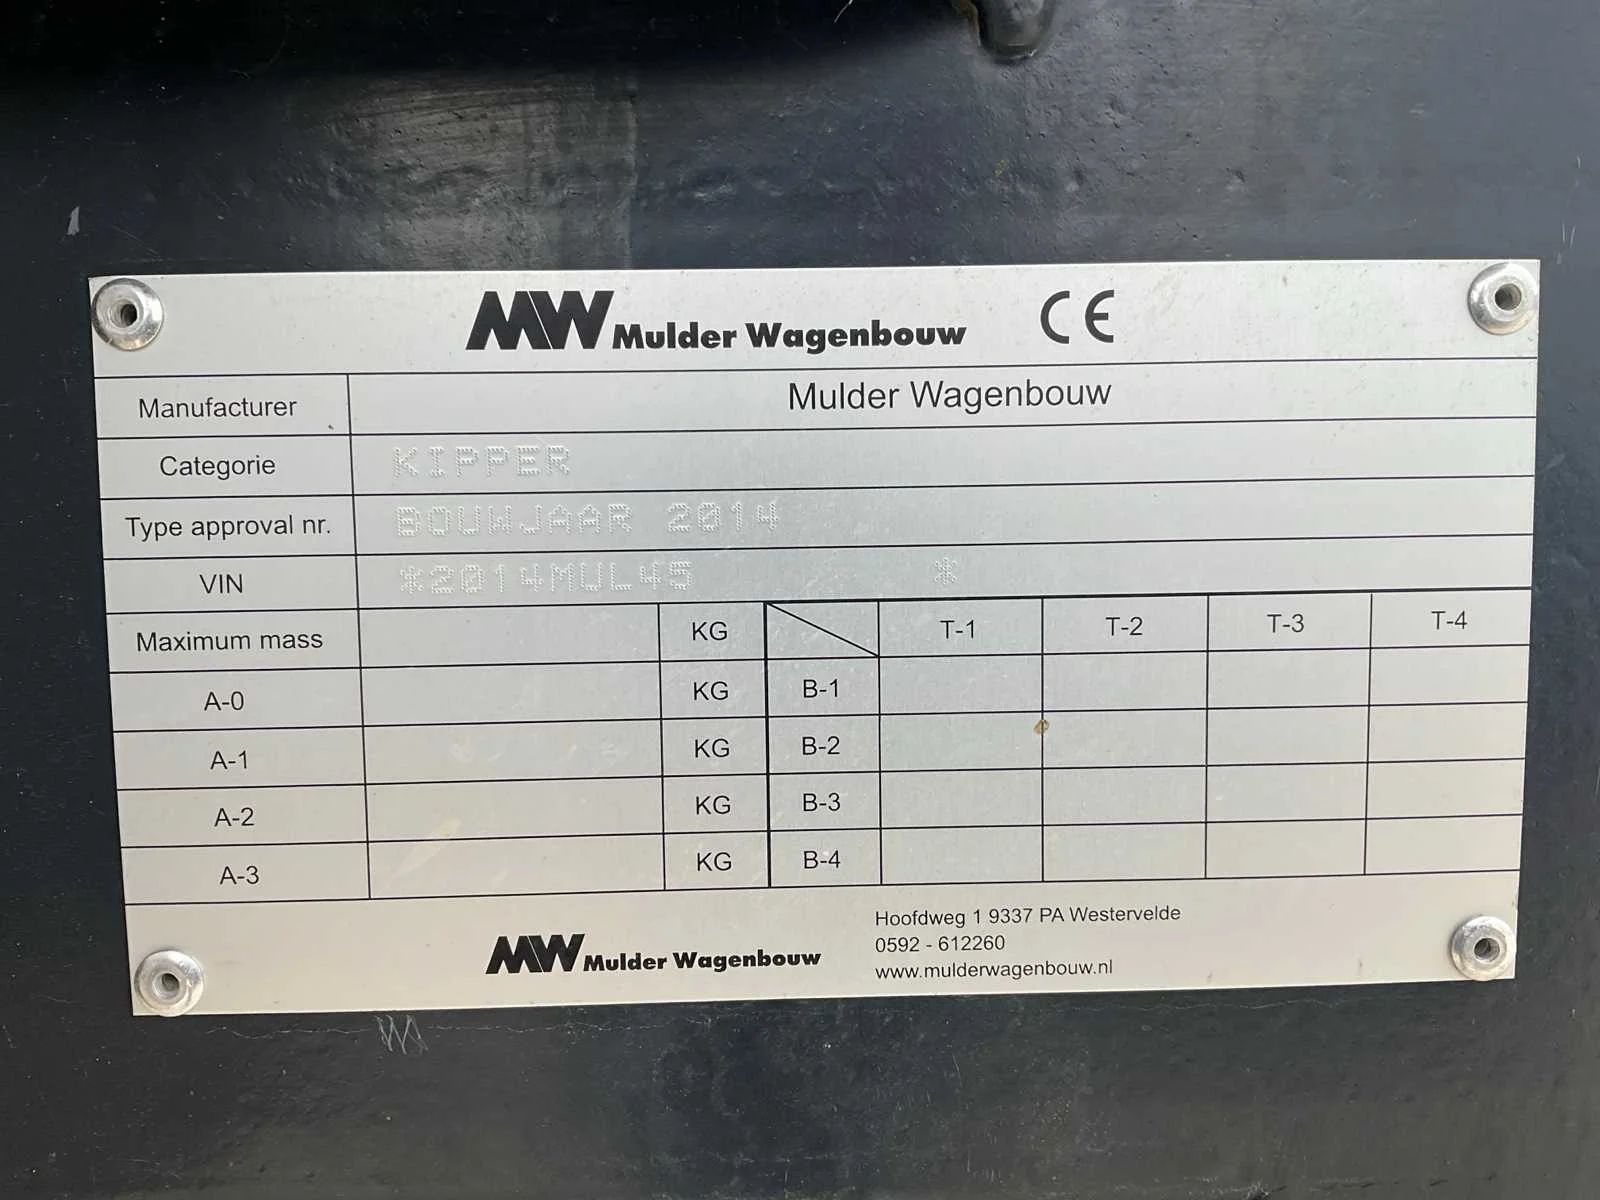 MW Mulder Wagenbouw CE
Manufacturer Mulder Wagenbouw
Categorie KIPPER
Type approval nr. BOUWJAAR 2014
VIN *2014MUL45 *
Maximum mass KG T-1 T-2 T-3 T-4
A-0 KG B-1
A-1 KG B-2
A-2 KG B-3
A-3 KG B-4
MW Mulder Wagenbouw
Hoofdweg 1 9337 PA Westervelde
0592 - 612260
www.mulderwagenbouw.nl